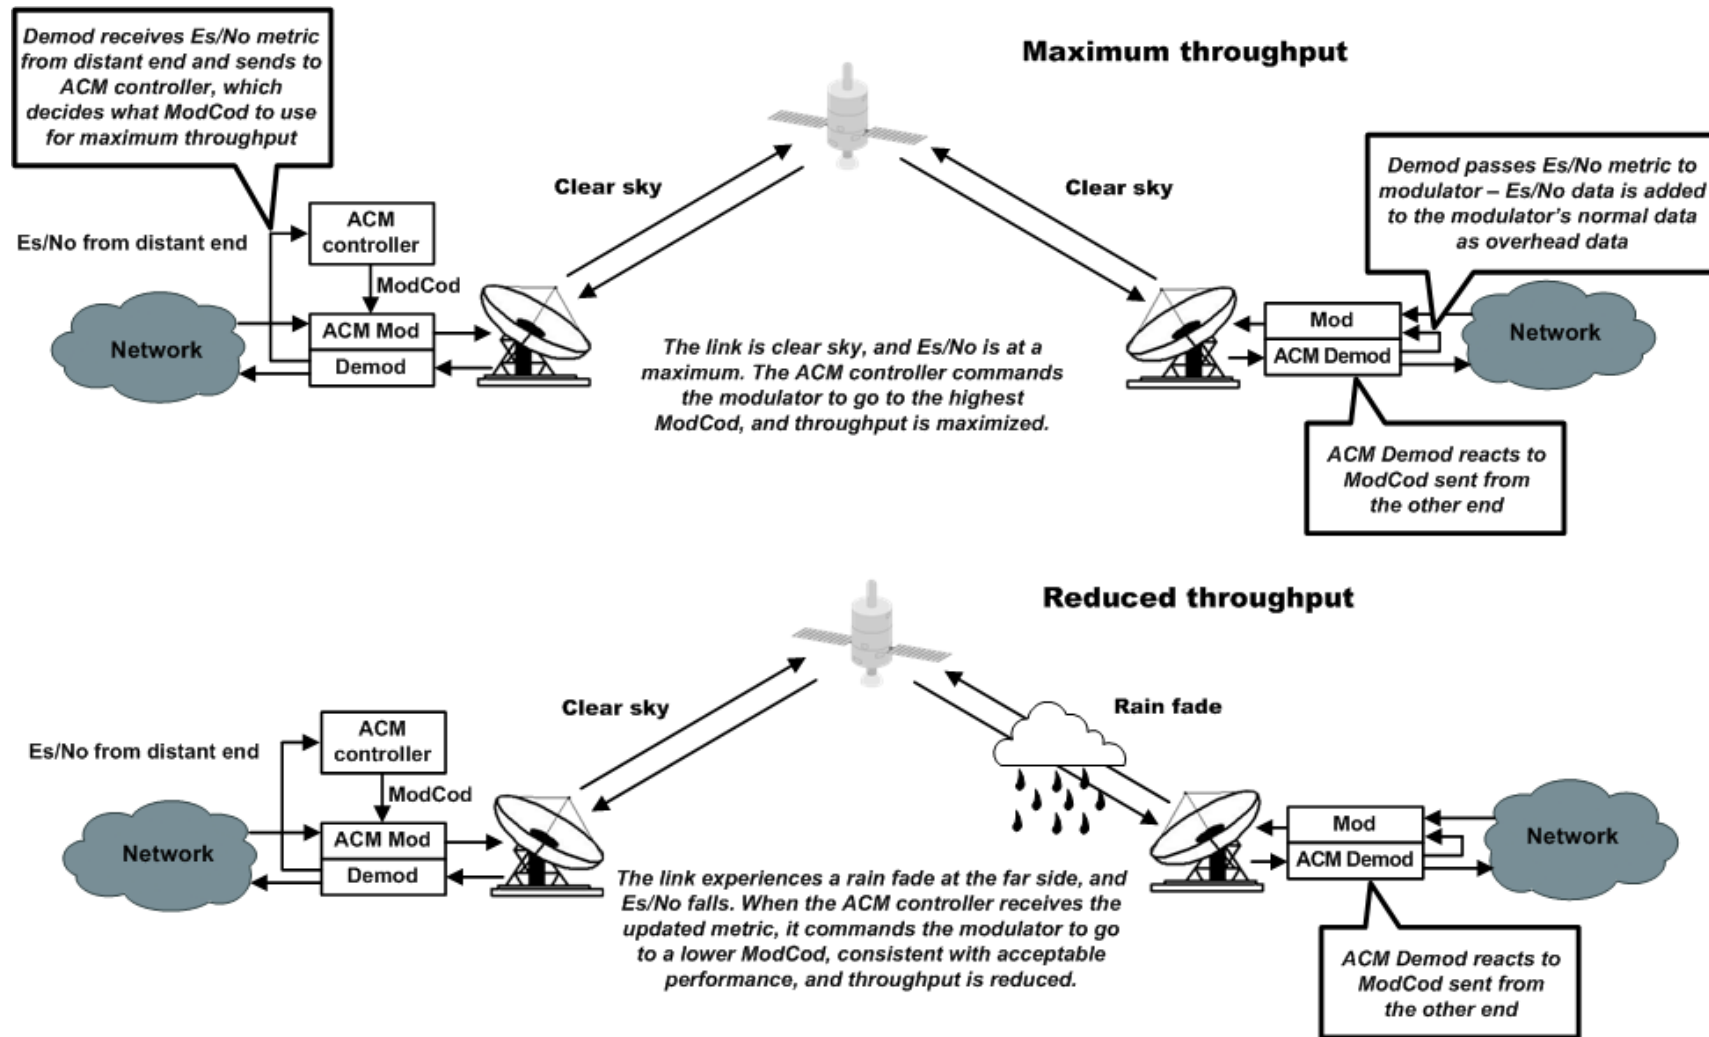 Demod receives Es/No metric
from distant end and sends to
ACM controller, which
decides what ModCod to use
for maximum throughput
Maximum throughput
Clear sky
Clear sky
Demod passes Es/No metric to
modulator – Es/No data is added
to the modulator's normal data
as overhead data
ACM
controller
Es/No from distant end
ModCod
Network
ACM Mod
Demod
The link is clear sky, and Es/No is at a
maximum. The ACM controller commands
the modulator to go to the highest
ModCod, and throughput is maximized.
Mod
ACM Demod
Network
ACM Demod reacts to
ModCod sent from
the other end
Reduced throughput
Clear sky
Rain fade
ACM
controller
Es/No from distant end
ModCod
Network
ACM Mod
Demod
The link experiences a rain fade at the far side, and
Es/No falls. When the ACM controller receives the
updated metric, it commands the modulator to go
to a lower ModCod, consistent with acceptable
performance, and throughput is reduced.
Mod
ACM Demod
Network
ACM Demod reacts to
ModCod sent from
the other end